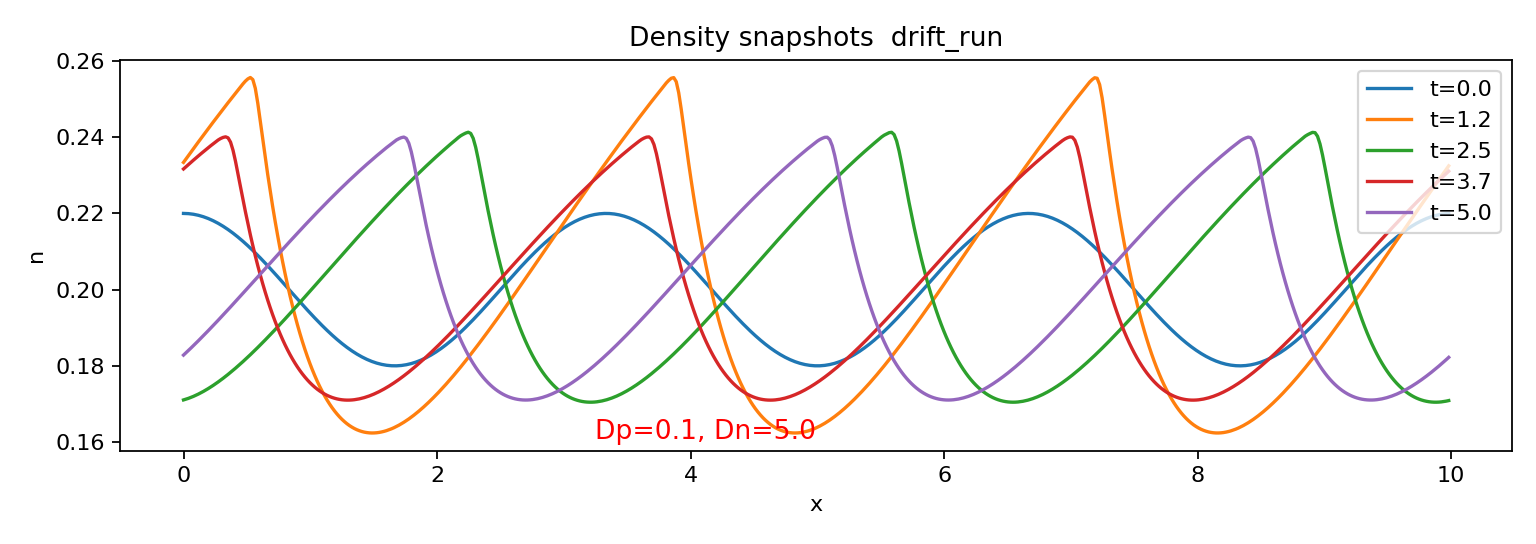 Density snapshots  drift_run
n
0.26
0.24
0.22
0.20
0.18
0.16
t=0.0
t=1.2
t=2.5
t=3.7
t=5.0
Dp=0.1, Dn=5.0
0 2 4 6 8 10
x